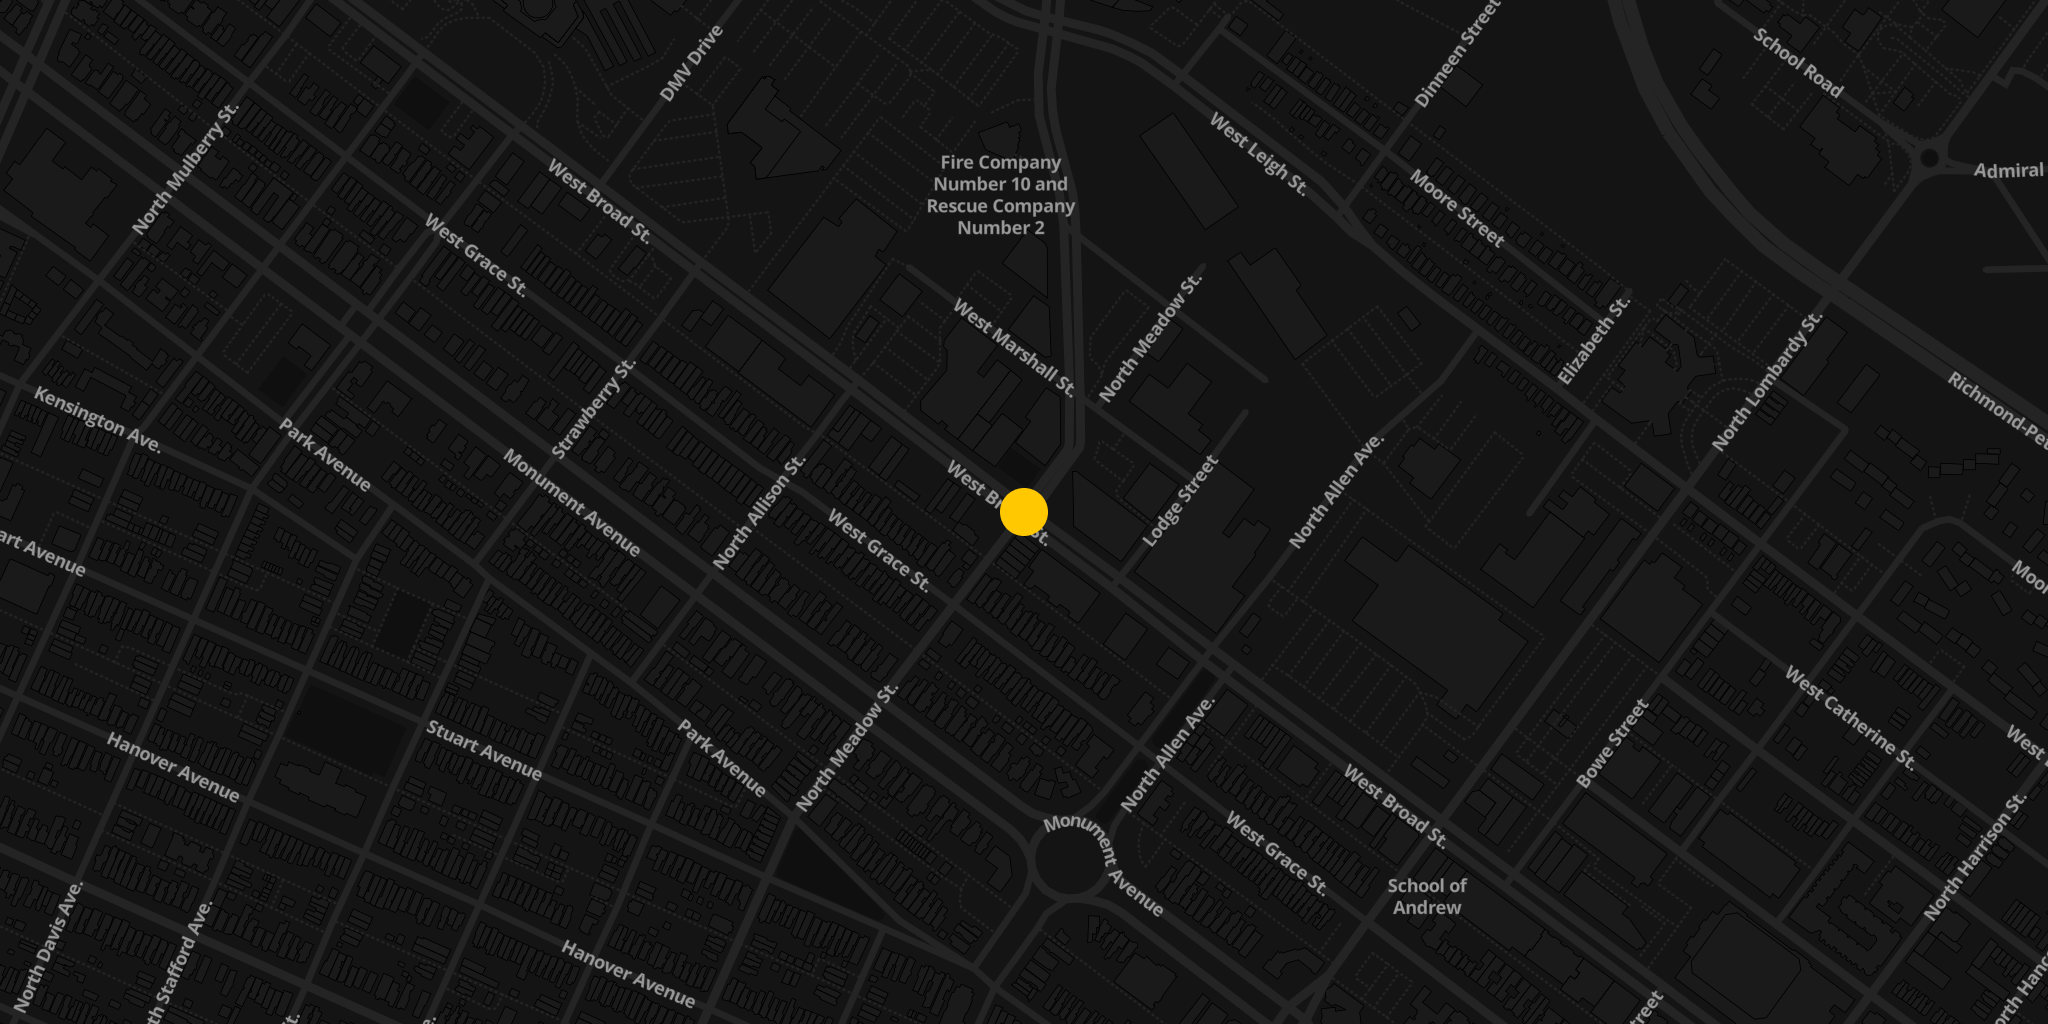 DMV Drive
Dinneen Street
School Road
North Mulberry St.
West Broad St.
Fire Company
Number 10 and
Rescue Company
Number 2
West Leigh St.
Moore Street
Admiral
West Grace St.
West Marshall St.
North Meadow St.
Elizabeth St.
North Lombardy St.
Richmond-Pet
Kensington Ave.
Park Avenue
Strawberry St.
Monument Avenue
North Allison St.
West Br
St.
West Grace St.
Lodge Street
North Allen Ave.
art Avenue
Moor
Hanover Avenue
Stuart Avenue
Park Avenue
North Meadow St.
North Allen Ave.
Monument Avenue
West Broad St.
West Grace St.
Bowe Street
West Catherine St.
West
North Harrison St.
School of
Andrew
North Davis Ave.
th Stafford Ave.
Hanover Avenue
treet
orth Hanc